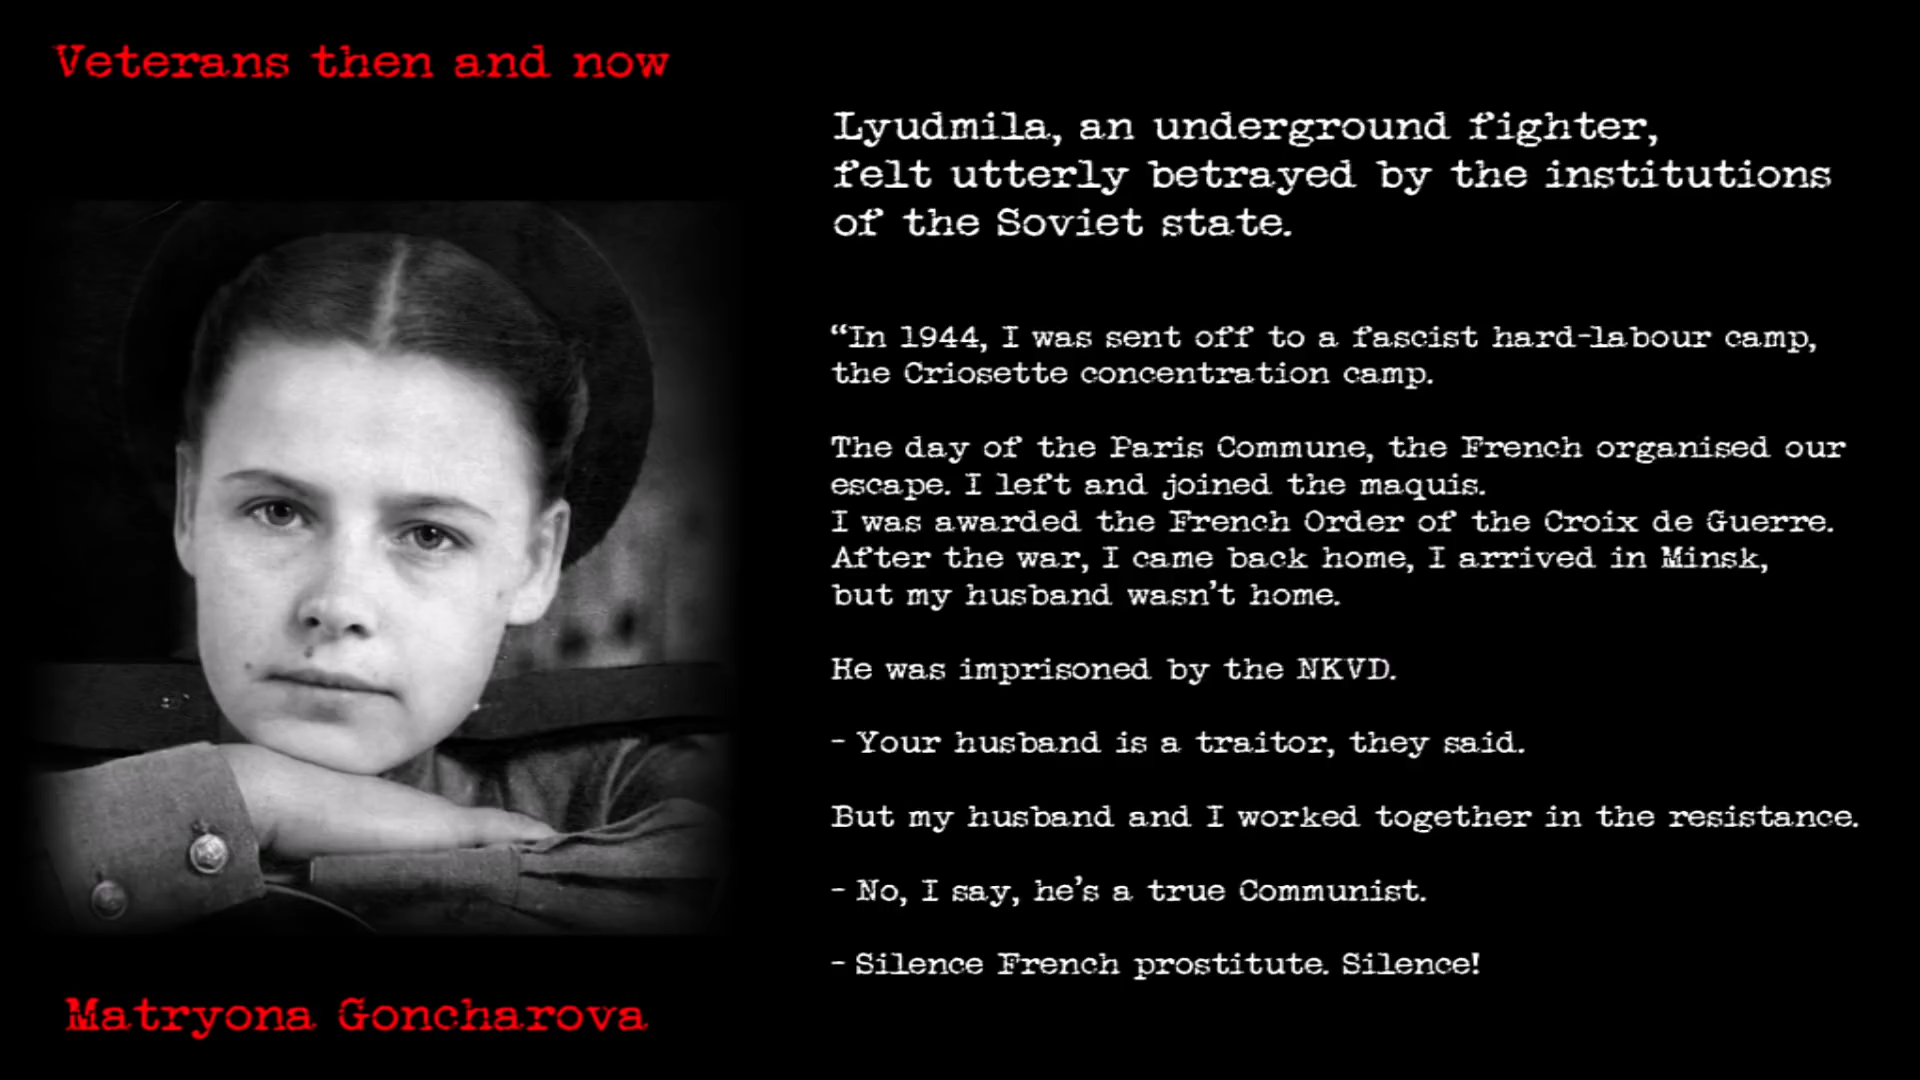 Veterans then and now
Lyudmila, an underground fighter,
felt utterly betrayed by the institutions
of the Soviet state.
“In 1944, I was sent off to a fascist hard-labour camp,
the Criosette concentration camp.
The day of the Paris Commune, the French organised our
escape. I left and joined the maquis.
I was awarded the French Order of the Croix de Guerre.
After the war, I came back home, I arrived in Minsk,
but my husband wasn’t home.
He was imprisoned by the NKVD.
- Your husband is a traitor, they said.
But my husband and I worked together in the resistance.
- No, I say, he’s a true Communist.
- Silence French prostitute. Silence!
Matryona Goncharova